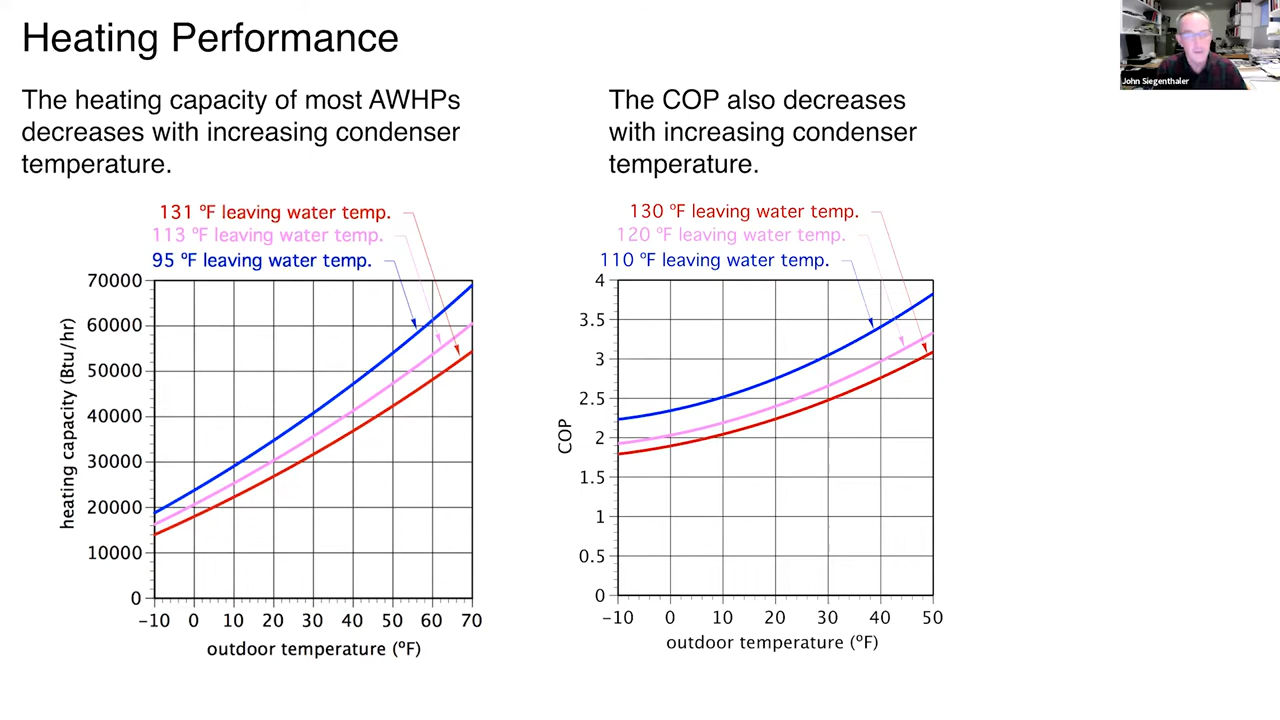 Heating Performance
The heating capacity of most AWHPs
decreases with increasing condenser
temperature.
131 ºF leaving water temp.
113 ºF leaving water temp.
95 ºF leaving water temp.
70000
60000
50000
40000
30000
20000
10000
0
heating capacity (Btu/hr)
-10 0 10 20 30 40 50 60 70
outdoor temperature (ºF)
The COP also decreases
with increasing condenser
temperature.
130 ºF leaving water temp.
120 ºF leaving water temp.
110 ºF leaving water temp.
4
3.5
3
2.5
2
1.5
1
0.5
0
COP
-10 0 10 20 30 40 50
outdoor temperature (ºF)
John Siegenthaler